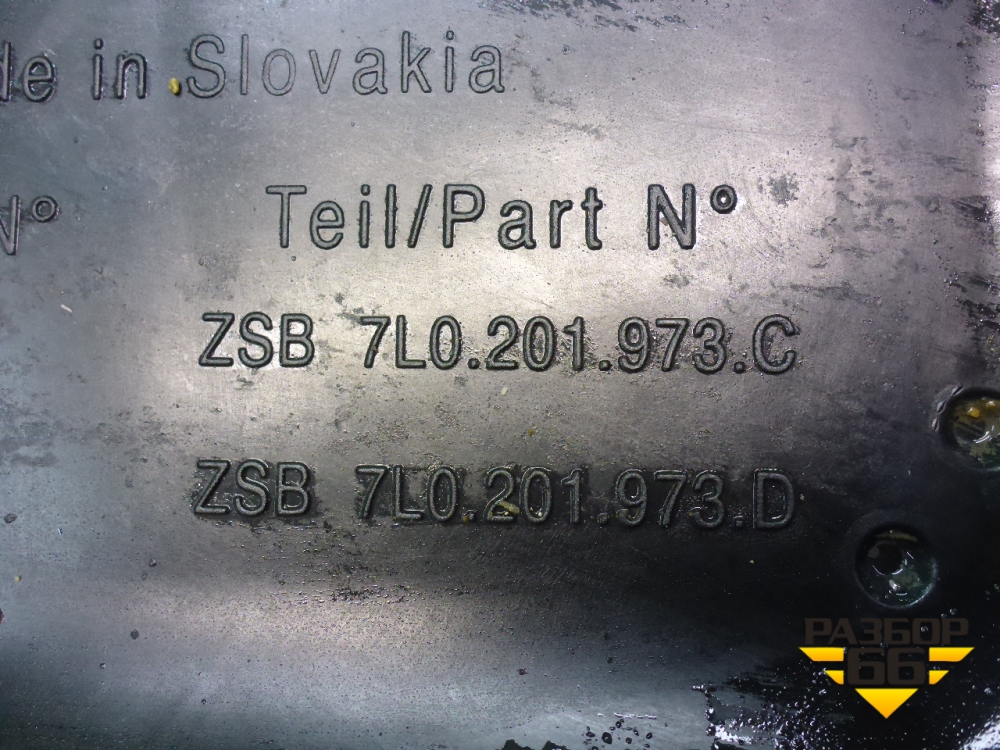 de in Slovakia
N° Teil/Part N°
ZSB 7L0.201.973.C
ZSB 7L0.201.973.D
РАЗБОР
66